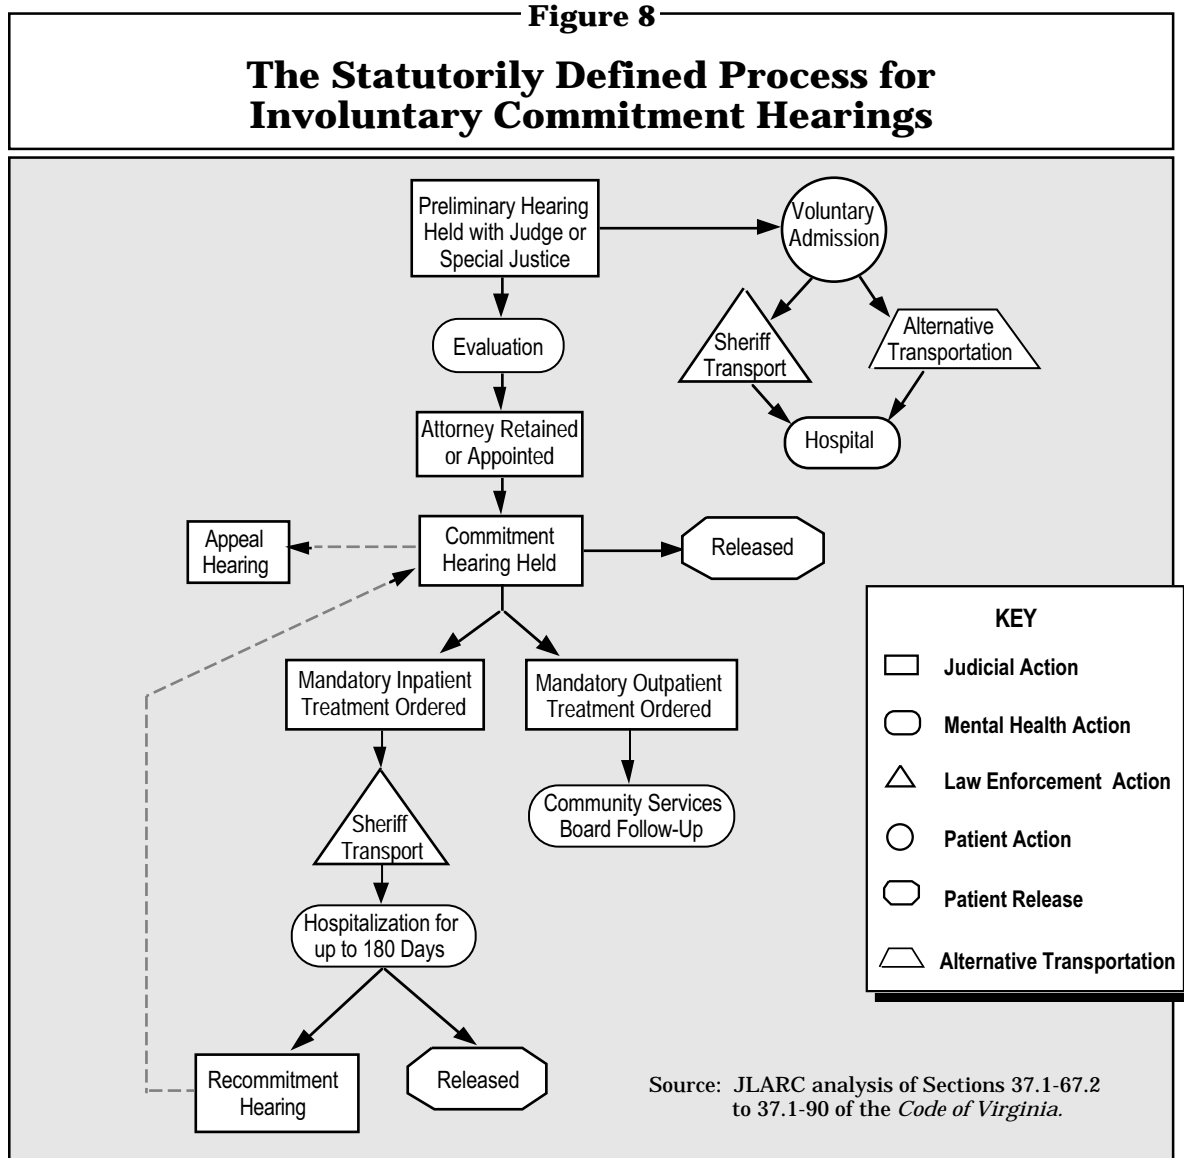 Figure 8
The Statutorily Defined Process for
Involuntary Commitment Hearings
Preliminary Hearing
Held with Judge or
Special Justice
Voluntary
Admission
Evaluation
Sheriff
Transport
Alternative
Transportation
Attorney Retained
or Appointed
Hospital
Appeal
Hearing
Commitment
Hearing Held
Released
Mandatory Inpatient
Treatment Ordered
Mandatory Outpatient
Treatment Ordered
Sheriff
Transport
Community Services
Board Follow-Up
Hospitalization for
up to 180 Days
Recommitment
Hearing
Released
KEY
Judicial Action
Mental Health Action
Law Enforcement Action
Patient Action
Patient Release
Alternative Transportation
Source: JLARC analysis of Sections 37.1-67.2
to 37.1-90 of the Code of Virginia.